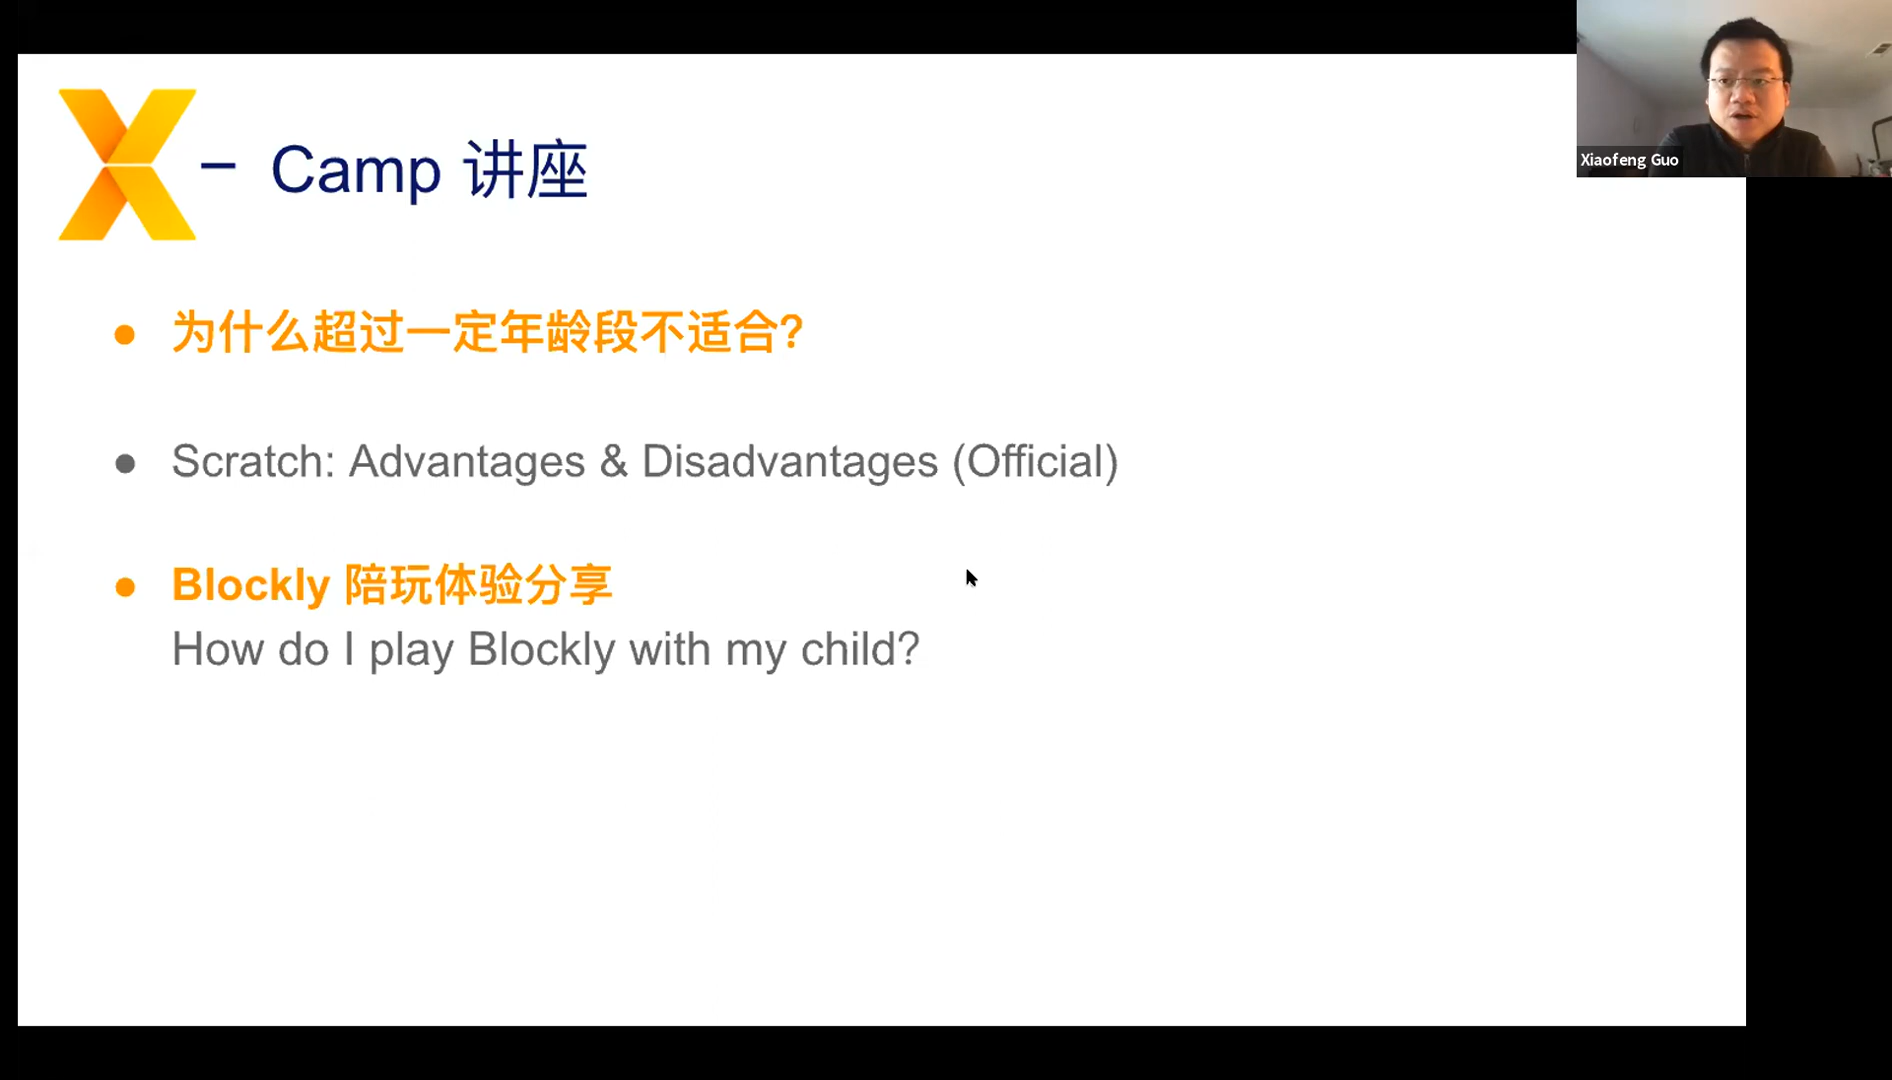 X - Camp 讲座
Xiaofeng Guo
为什么超过一定年龄段不适合?
Scratch: Advantages & Disadvantages (Official)
Blockly 陪玩体验分享
How do I play Blockly with my child?